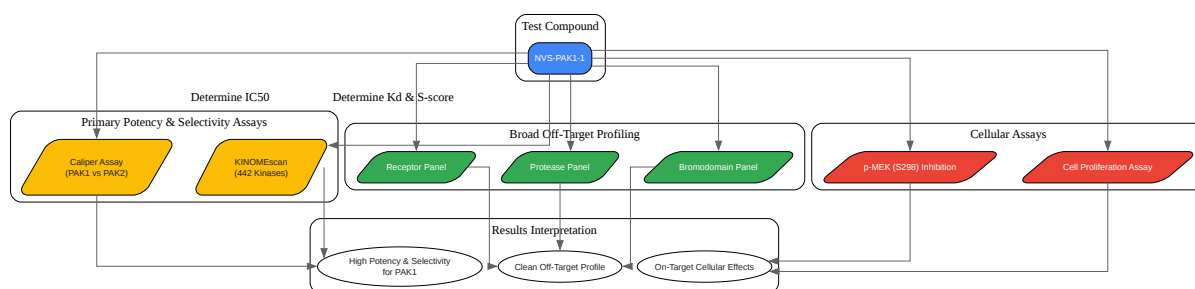 Test Compound
NVS-PAK1-1
Determine IC50
Determine Kd & S-score
Primary Potency & Selectivity Assays
Broad Off-Target Profiling
Cellular Assays
Caliper Assay
(PAK1 vs PAK2)
KINOMEscan
(442 Kinases)
Receptor Panel
Protease Panel
Bromodomain Panel
p-MEK (S298) Inhibition
Cell Proliferation Assay
Results Interpretation
High Potency & Selectivity
for PAK1
Clean Off-Target Profile
On-Target Cellular Effects